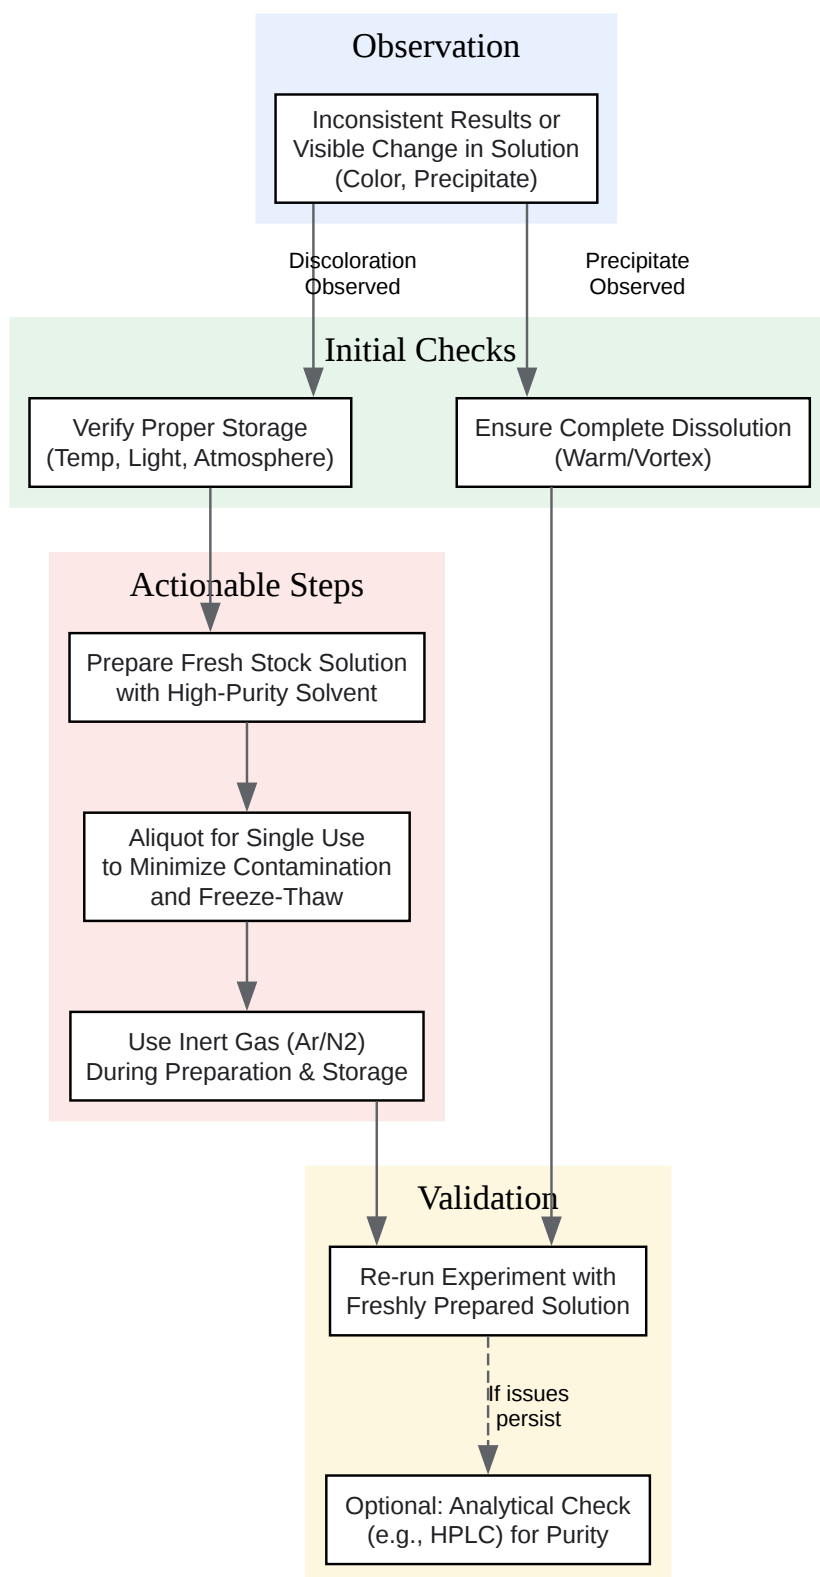 Observation
Inconsistent Results or
Visible Change in Solution
(Color, Precipitate)
Discoloration
Observed
Precipitate
Observed
Initial Checks
Verify Proper Storage
(Temp, Light, Atmosphere)
Ensure Complete Dissolution
(Warm/Vortex)
Actionable Steps
Prepare Fresh Stock Solution
with High-Purity Solvent
Aliquot for Single Use
to Minimize Contamination
and Freeze-Thaw
Use Inert Gas (Ar/N2)
During Preparation & Storage
Validation
Re-run Experiment with
Freshly Prepared Solution
If issues
persist
Optional: Analytical Check
(e.g., HPLC) for Purity